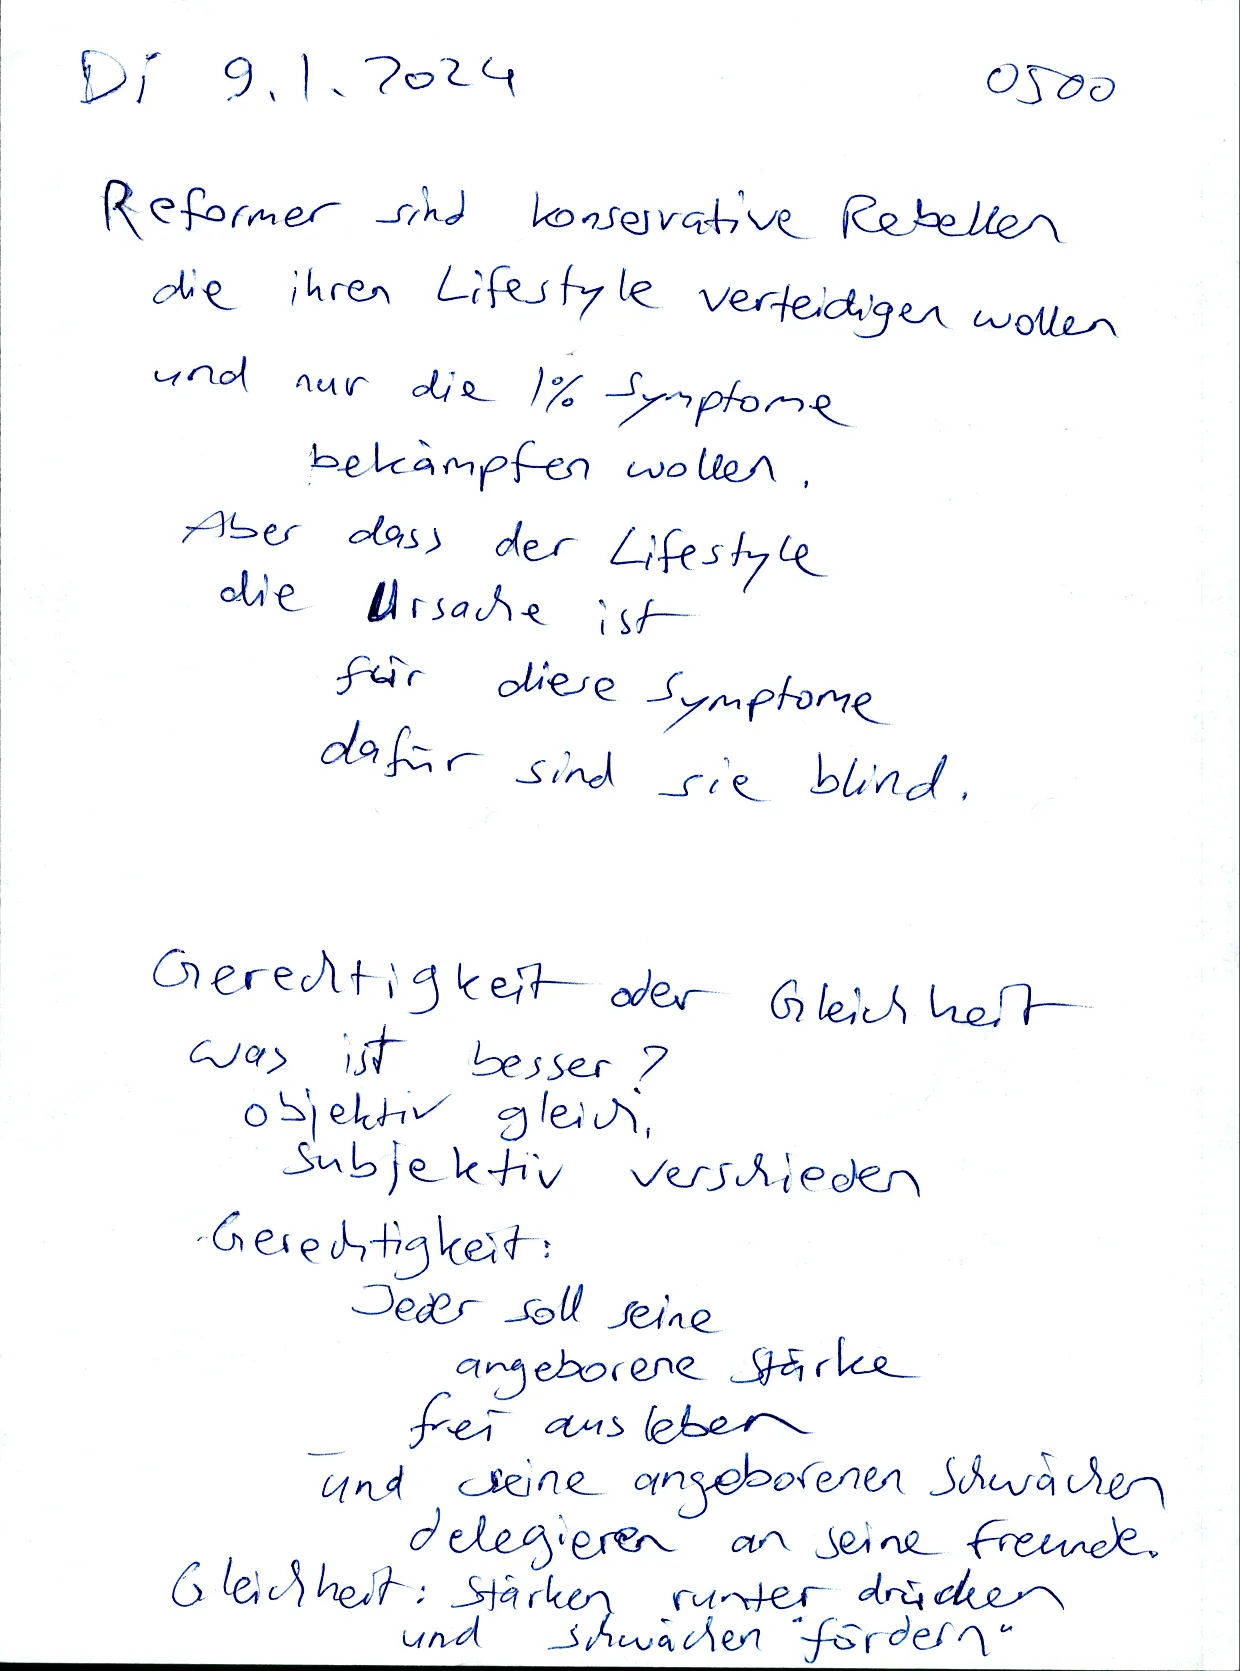 Di 9.1.2024 0500
Reformer sind konservative Rebellen
die ihren Lifestyle verteidigen wollen
und nur die 1% Symptome
bekämpfen wollen.
Aber dass der Lifestyle
die Ursache ist
für diese Symptome
dafür sind sie blind.
Gerechtigkeit oder Gleichheit
was ist besser?
objektiv gleich,
subjektiv verschieden
Gerechtigkeit:
Jeder soll seine
angeborene Stärke
frei ausleben
und seine angeborenen Schwächen
delegieren an seine Freunde.
Gleichheit: Stärken runter drücken
und schwächen "fördern"